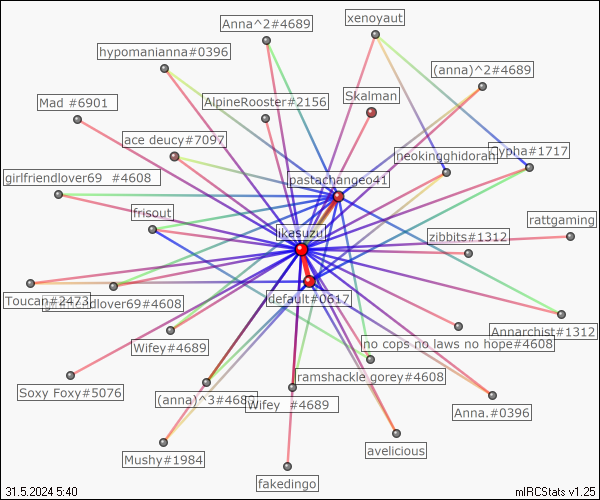 xenoyaut
Anna^2#4689
hypomanianna#0396
(anna)^2#4689
Mad #6901
AlpineRooster#2156
Skalman
ace deucy#7097
neokingghidorah
ypha#1717
girlfriendlover69 #4608
pastachangeo41
frisout
rattgaming
ikasuzu
zibbits#1312
Toucan#2473
dlover69#4608
default#0617
Annarchist#1312
Wifey#4689
no cops no laws no hope#4608
ramshackle gorey#4608
Soxy Foxy#5076
(anna)^3#468
Wifey #4689
Anna.#0396
avelicious
Mushy#1984
fakedingo
31.5.2024 5:40
mIRCStats v1.25